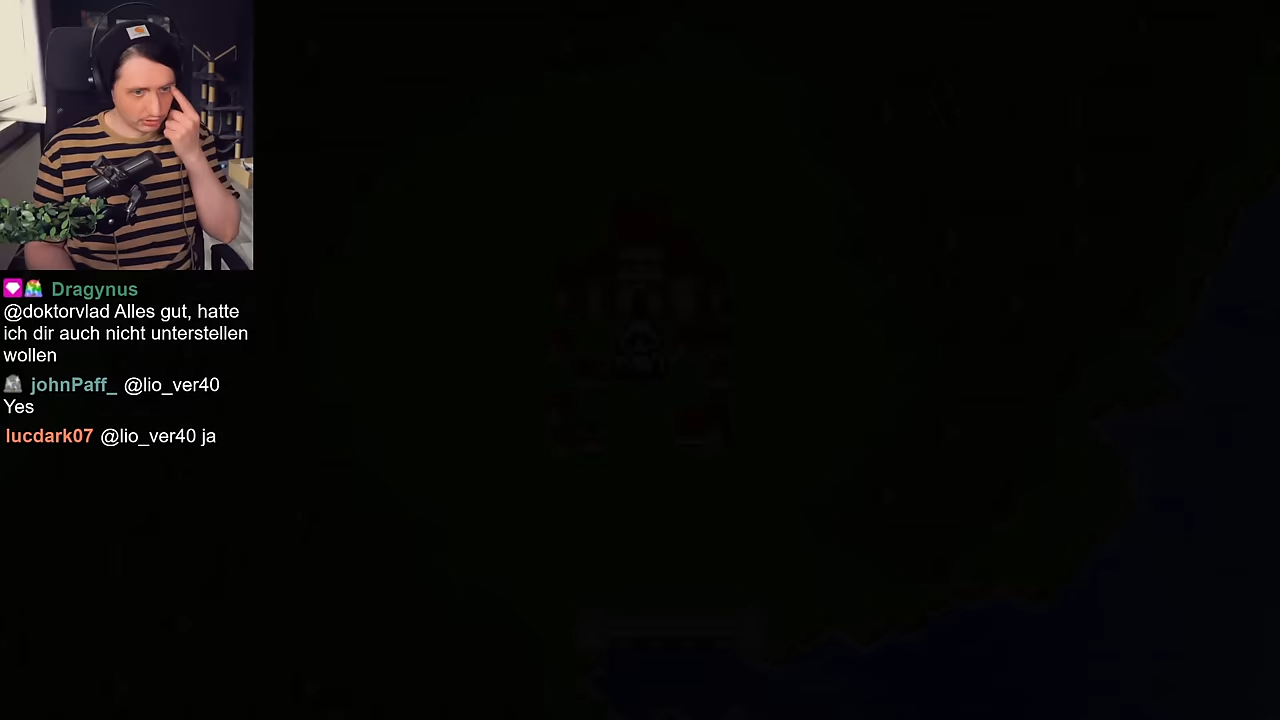 Dragynus
@doktorvlad Alles gut, hatte
ich dir auch nicht unterstellen
wollen
johnPaff_ @lio_ver40
Yes
lucdark07 @lio_ver40 ja